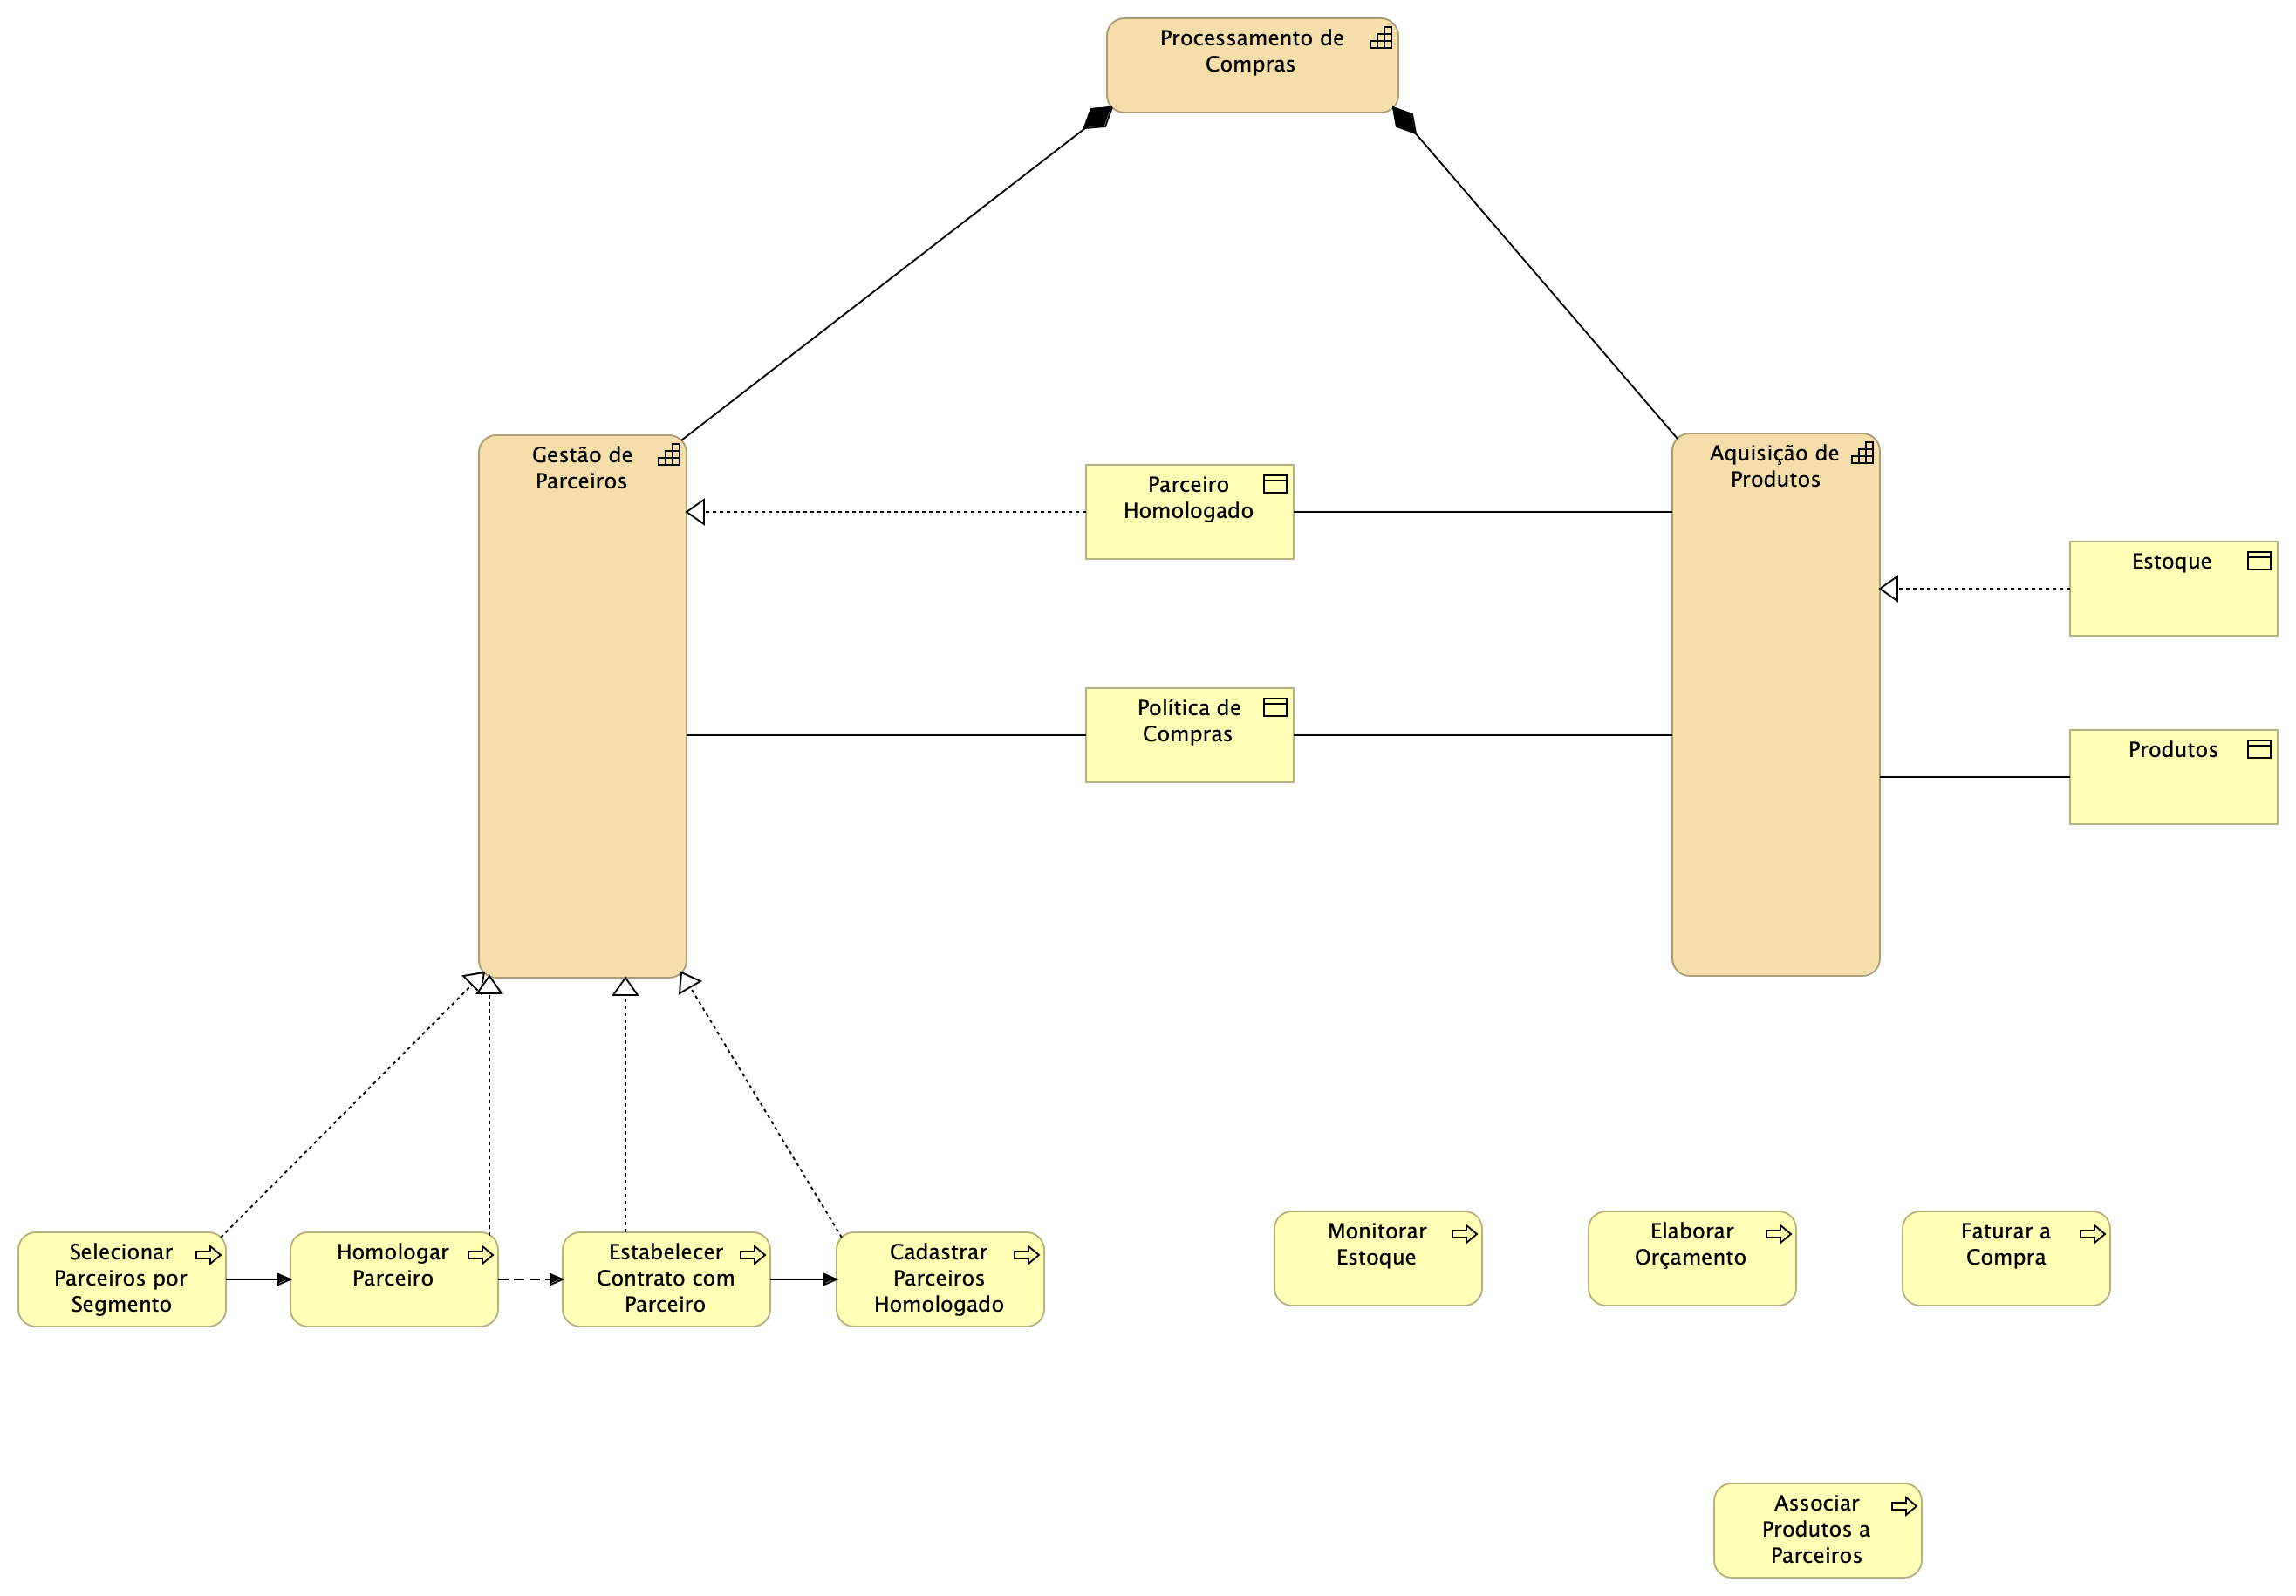 Processamento de
Compras
Gestão de
Parceiros
Parceiro
Homologado
Aquisição de
Produtos
Estoque
Política de
Compras
Produtos
Selecionar
Parceiros por
Segmento
Homologar
Parceiro
Estabelecer
Contrato com
Parceiro
Cadastrar
Parceiros
Homologado
Monitorar
Estoque
Elaborar
Orçamento
Faturar a
Compra
Associar
Produtos a
Parceiros